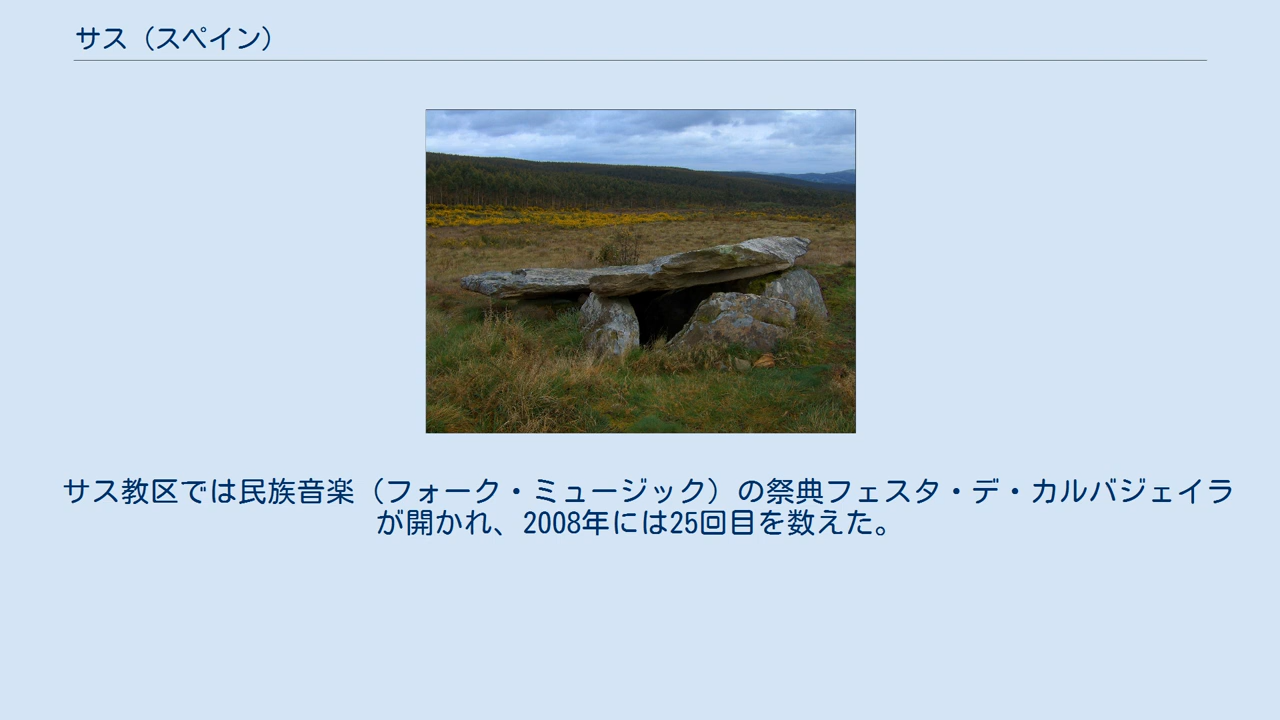 サス（スペイン）
サス教区では民族音楽（フォーク・ミュージック）の祭典フェスタ・デ・カルバジェイラ
が開かれ、2008年には25回目を数えた。